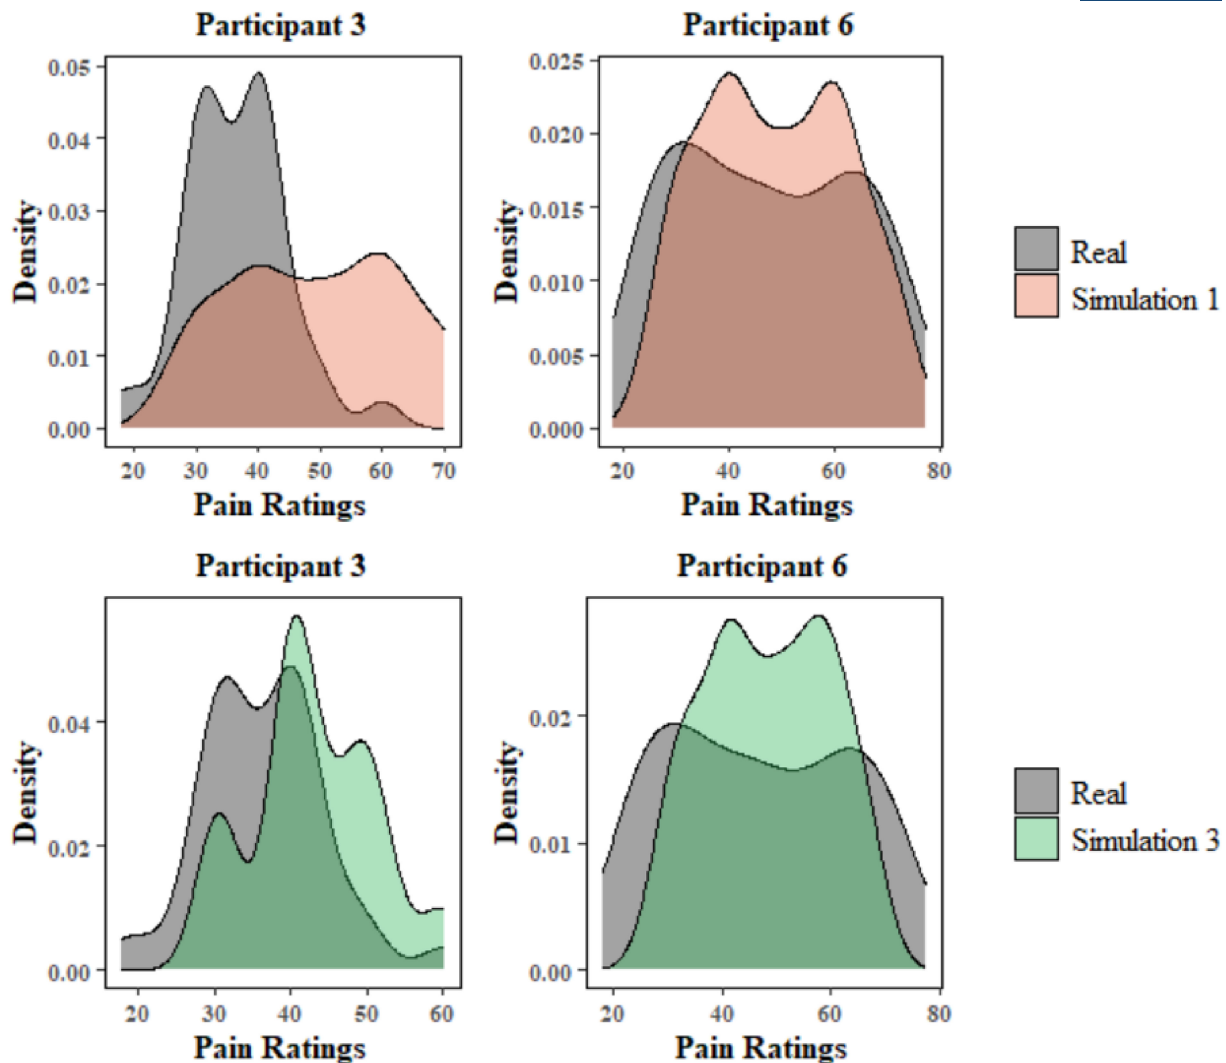 Participant 3
Participant 6
0.05
0.04
0.03
0.02
0.01
0.00
Density
20 30 40 50 60 70
Pain Ratings
0.025
0.020
0.015
0.010
0.005
0.000
Density
20 40 60 80
Pain Ratings
Real
Simulation 1
Participant 3
Participant 6
0.04
0.02
0.00
Density
20 30 40 50 60
Pain Ratings
0.02
0.01
0.00
Density
20 40 60 80
Pain Ratings
Real
Simulation 3